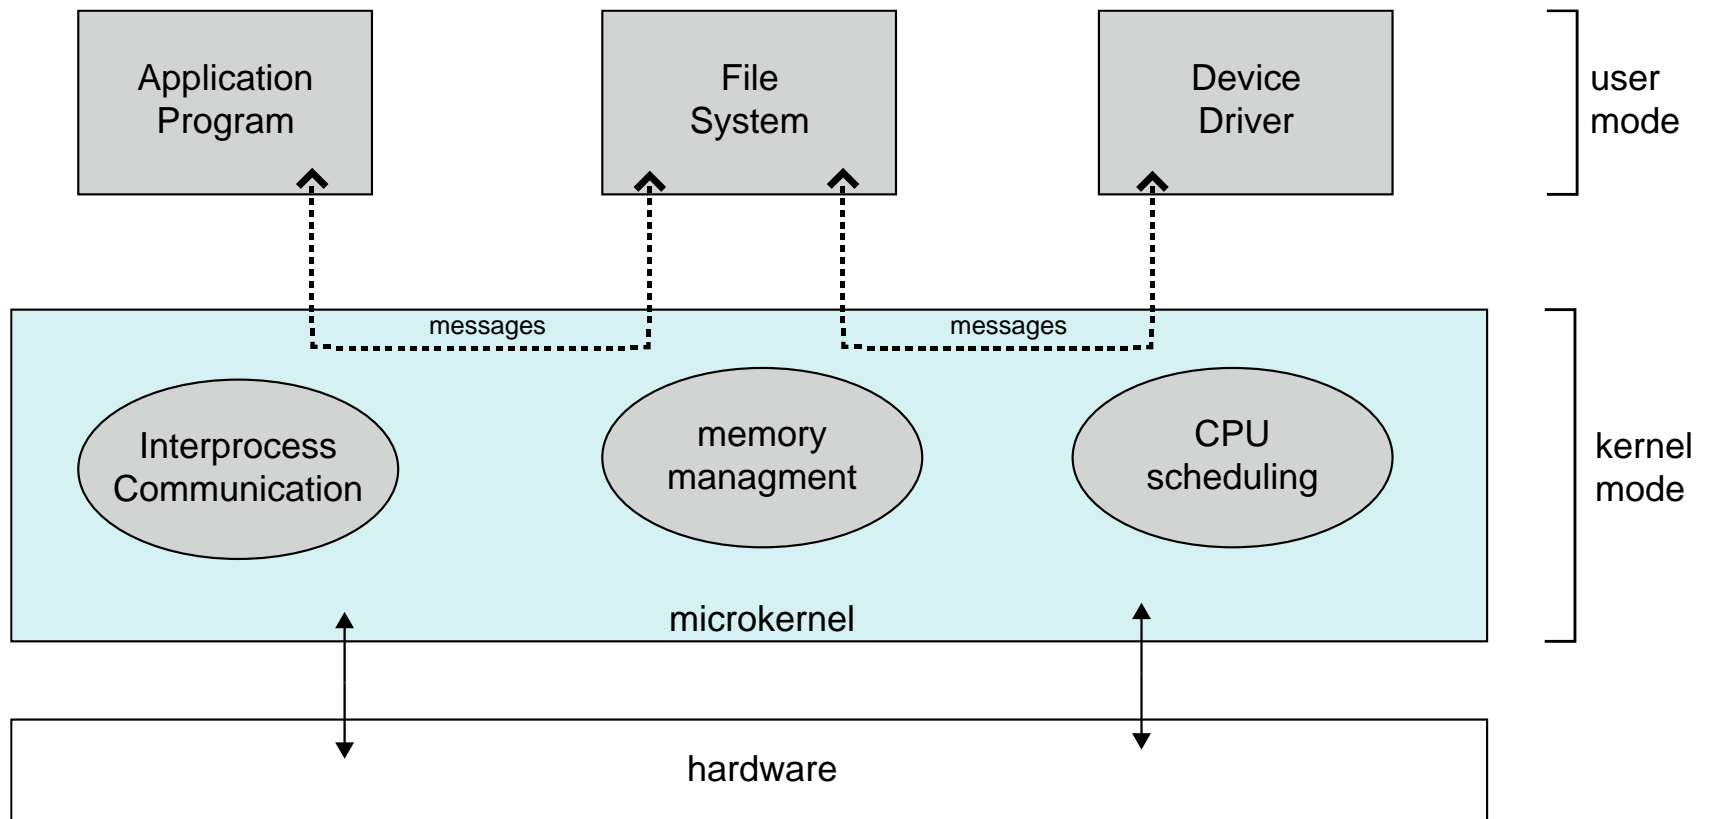 Application
Program
File
System
Device
Driver
user
mode
messages
messages
Interprocess
Communication
memory
managment
CPU
scheduling
kernel
mode
microkernel
hardware